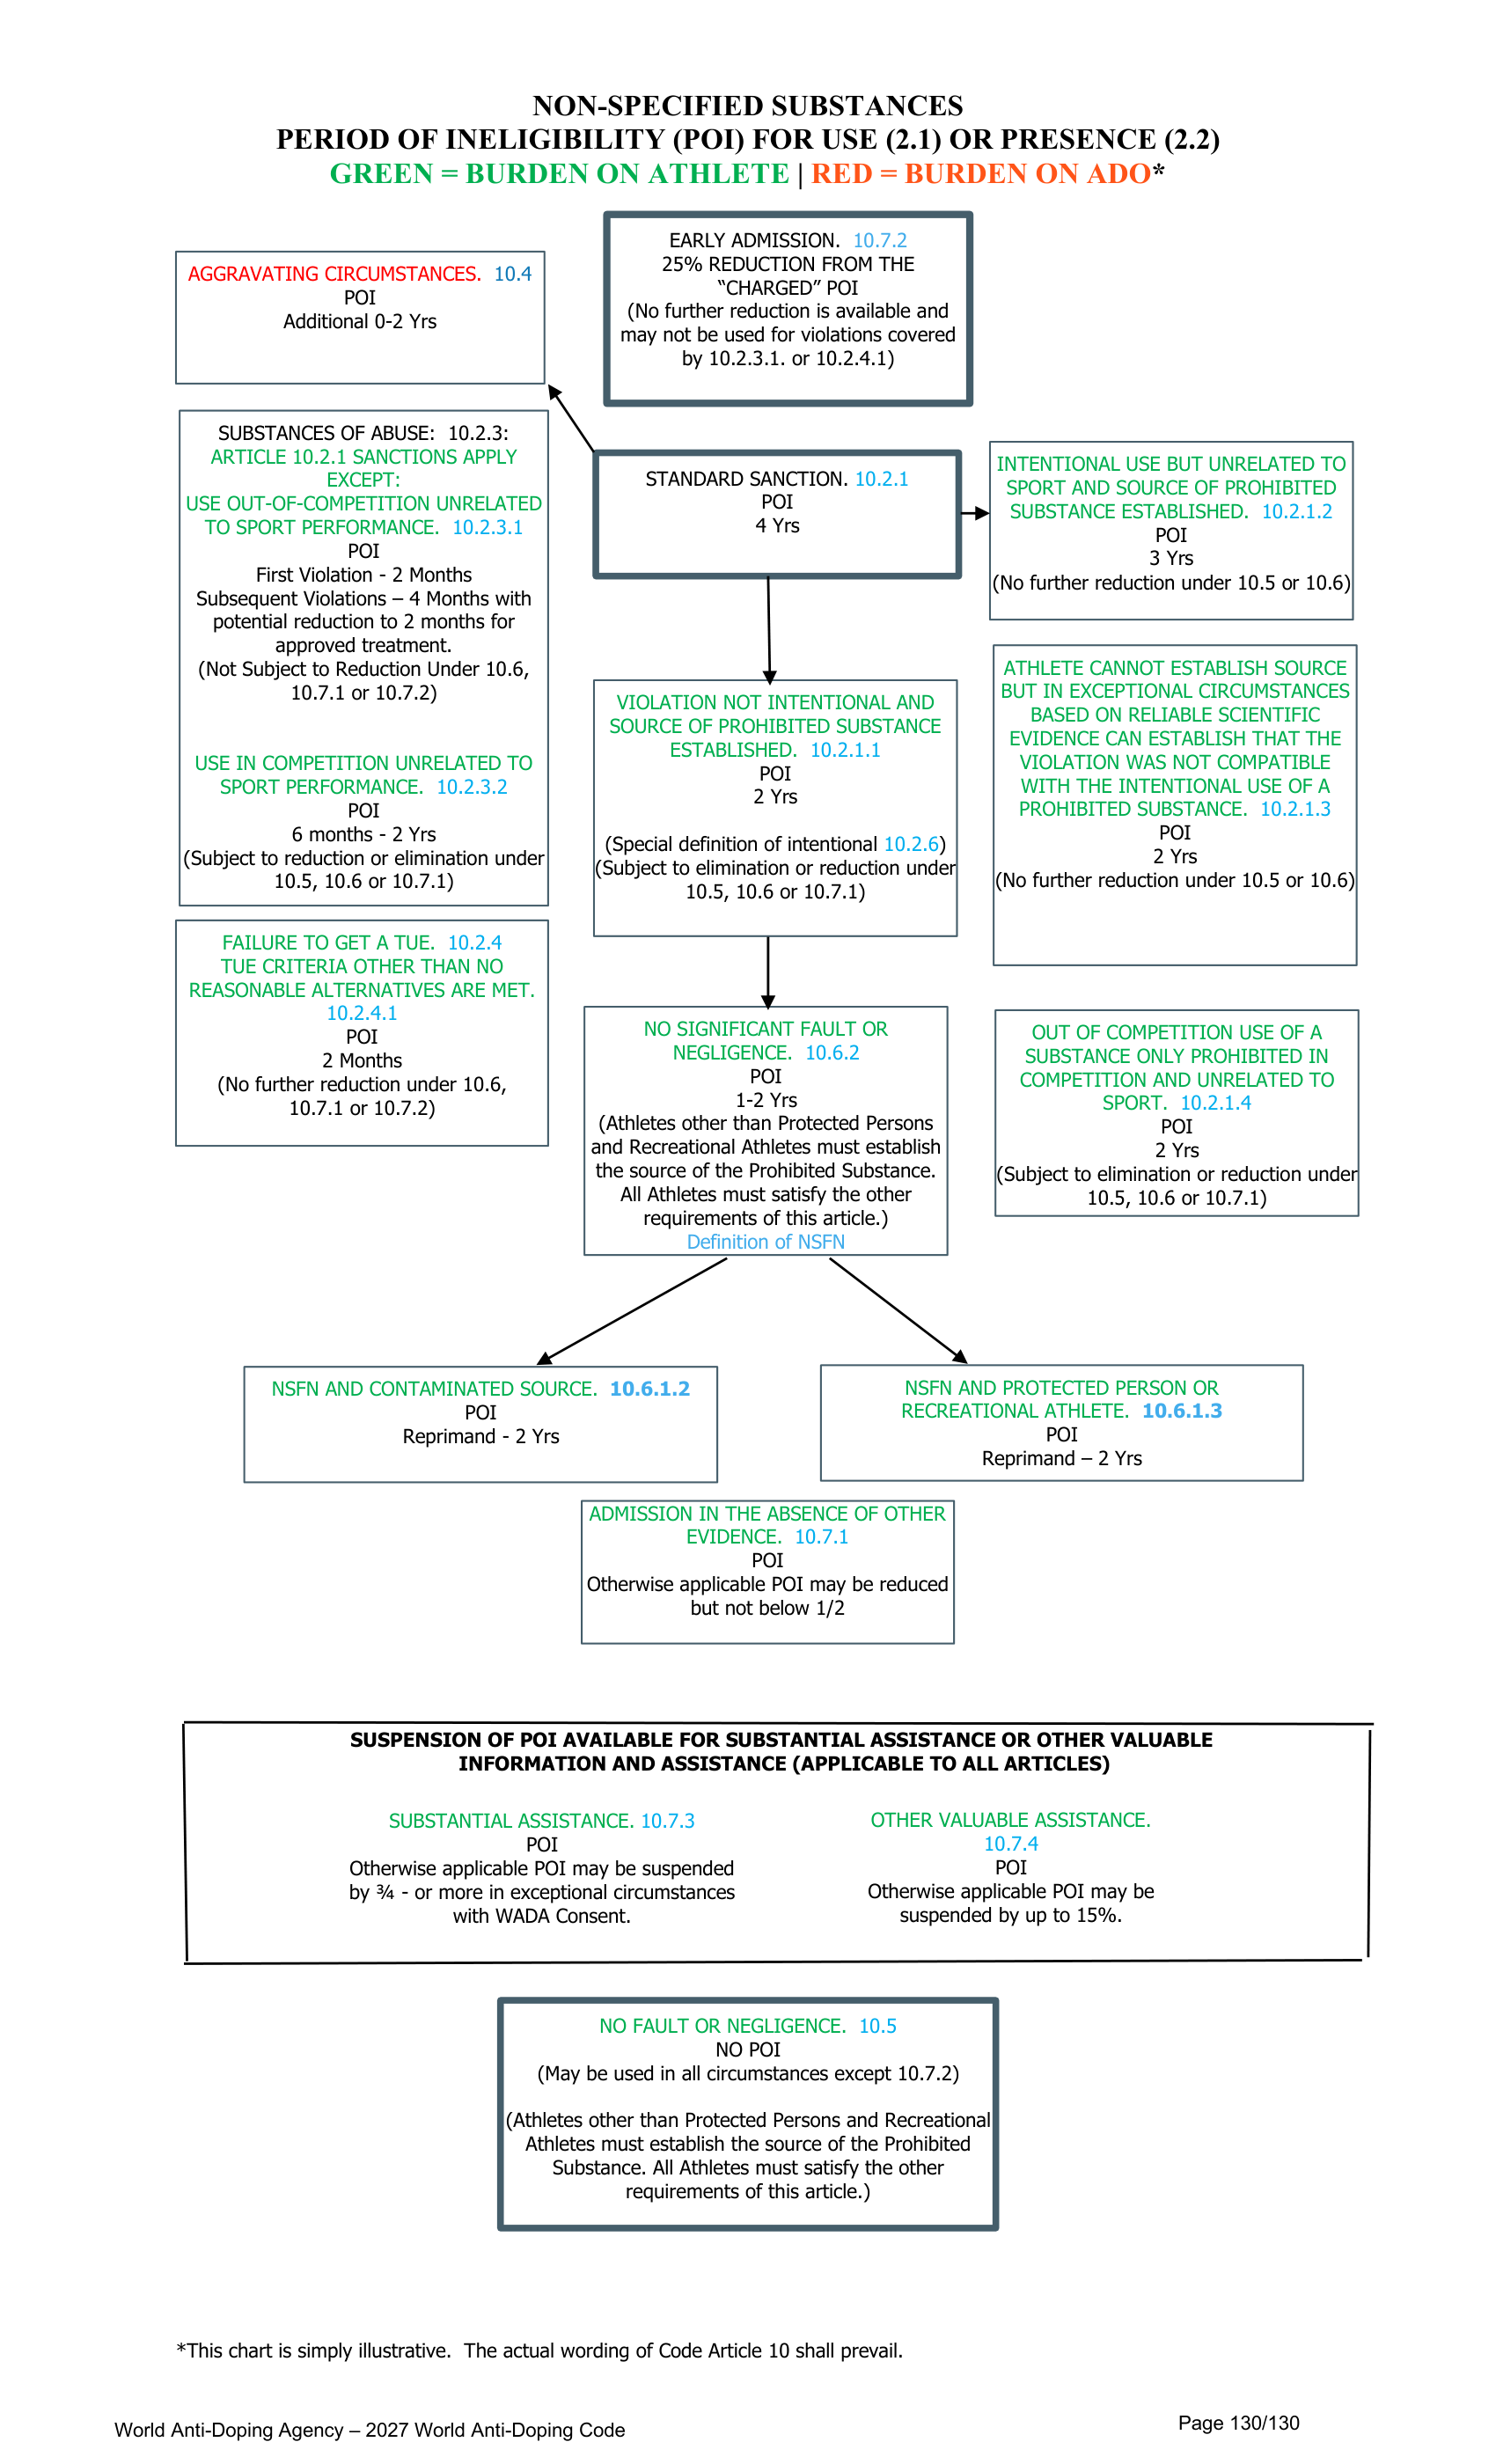 NON-SPECIFIED SUBSTANCES
PERIOD OF INELIGIBILITY (POI) FOR USE (2.1) OR PRESENCE (2.2)
GREEN = BURDEN ON ATHLETE | RED = BURDEN ON ADO*
EARLY ADMISSION. 10.7.2
25% REDUCTION FROM THE
“CHARGED” POI
(No further reduction is available and
may not be used for violations covered
by 10.2.3.1. or 10.2.4.1)
AGGRAVATING CIRCUMSTANCES. 10.4
POI
Additional 0-2 Yrs
SUBSTANCES OF ABUSE: 10.2.3:
ARTICLE 10.2.1 SANCTIONS APPLY
EXCEPT:
USE OUT-OF-COMPETITION UNRELATED
TO SPORT PERFORMANCE. 10.2.3.1
POI
First Violation - 2 Months
Subsequent Violations – 4 Months with
potential reduction to 2 months for
approved treatment.
(Not Subject to Reduction Under 10.6,
10.7.1 or 10.7.2)
USE IN COMPETITION UNRELATED TO
SPORT PERFORMANCE. 10.2.3.2
POI
6 months - 2 Yrs
(Subject to reduction or elimination under
10.5, 10.6 or 10.7.1)
STANDARD SANCTION. 10.2.1
POI
4 Yrs
INTENTIONAL USE BUT UNRELATED TO
SPORT AND SOURCE OF PROHIBITED
SUBSTANCE ESTABLISHED. 10.2.1.2
POI
3 Yrs
(No further reduction under 10.5 or 10.6)
VIOLATION NOT INTENTIONAL AND
SOURCE OF PROHIBITED SUBSTANCE
ESTABLISHED. 10.2.1.1
POI
2 Yrs
(Special definition of intentional 10.2.6)
(Subject to elimination or reduction under
10.5, 10.6 or 10.7.1)
ATHLETE CANNOT ESTABLISH SOURCE
BUT IN EXCEPTIONAL CIRCUMSTANCES
BASED ON RELIABLE SCIENTIFIC
EVIDENCE CAN ESTABLISH THAT THE
VIOLATION WAS NOT COMPATIBLE
WITH THE INTENTIONAL USE OF A
PROHIBITED SUBSTANCE. 10.2.1.3
POI
2 Yrs
(No further reduction under 10.5 or 10.6)
FAILURE TO GET A TUE. 10.2.4
TUE CRITERIA OTHER THAN NO
REASONABLE ALTERNATIVES ARE MET.
10.2.4.1
POI
2 Months
(No further reduction under 10.6,
10.7.1 or 10.7.2)
NO SIGNIFICANT FAULT OR
NEGLIGENCE. 10.6.2
POI
1-2 Yrs
(Athletes other than Protected Persons
and Recreational Athletes must establish
the source of the Prohibited Substance.
All Athletes must satisfy the other
requirements of this article.)
Definition of NSFN
OUT OF COMPETITION USE OF A
SUBSTANCE ONLY PROHIBITED IN
COMPETITION AND UNRELATED TO
SPORT. 10.2.1.4
POI
2 Yrs
(Subject to elimination or reduction under
10.5, 10.6 or 10.7.1)
NSFN AND CONTAMINATED SOURCE. 10.6.1.2
POI
Reprimand - 2 Yrs
NSFN AND PROTECTED PERSON OR
RECREATIONAL ATHLETE. 10.6.1.3
POI
Reprimand – 2 Yrs
ADMISSION IN THE ABSENCE OF OTHER
EVIDENCE. 10.7.1
POI
Otherwise applicable POI may be reduced
but not below 1/2
SUSPENSION OF POI AVAILABLE FOR SUBSTANTIAL ASSISTANCE OR OTHER VALUABLE
INFORMATION AND ASSISTANCE (APPLICABLE TO ALL ARTICLES)
SUBSTANTIAL ASSISTANCE. 10.7.3
POI
Otherwise applicable POI may be suspended
by ¾ - or more in exceptional circumstances
with WADA Consent.
OTHER VALUABLE ASSISTANCE.
10.7.4
POI
Otherwise applicable POI may be
suspended by up to 15%.
NO FAULT OR NEGLIGENCE. 10.5
NO POI
(May be used in all circumstances except 10.7.2)
(Athletes other than Protected Persons and Recreational
Athletes must establish the source of the Prohibited
Substance. All Athletes must satisfy the other
requirements of this article.)
*This chart is simply illustrative. The actual wording of Code Article 10 shall prevail.
World Anti-Doping Agency – 2027 World Anti-Doping Code
Page 130/130